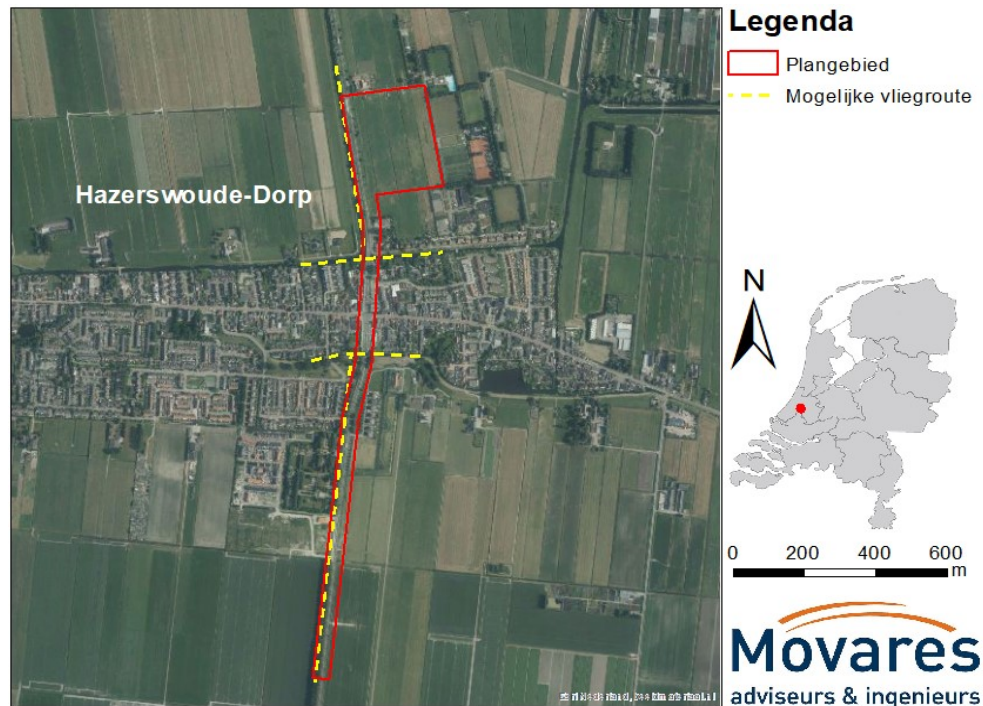 Hazerswoude-Dorp
Legenda
Plangebied
Mogelijke vliegroute
N
0 200 400 600
m
Movares
adviseurs & ingenieurs